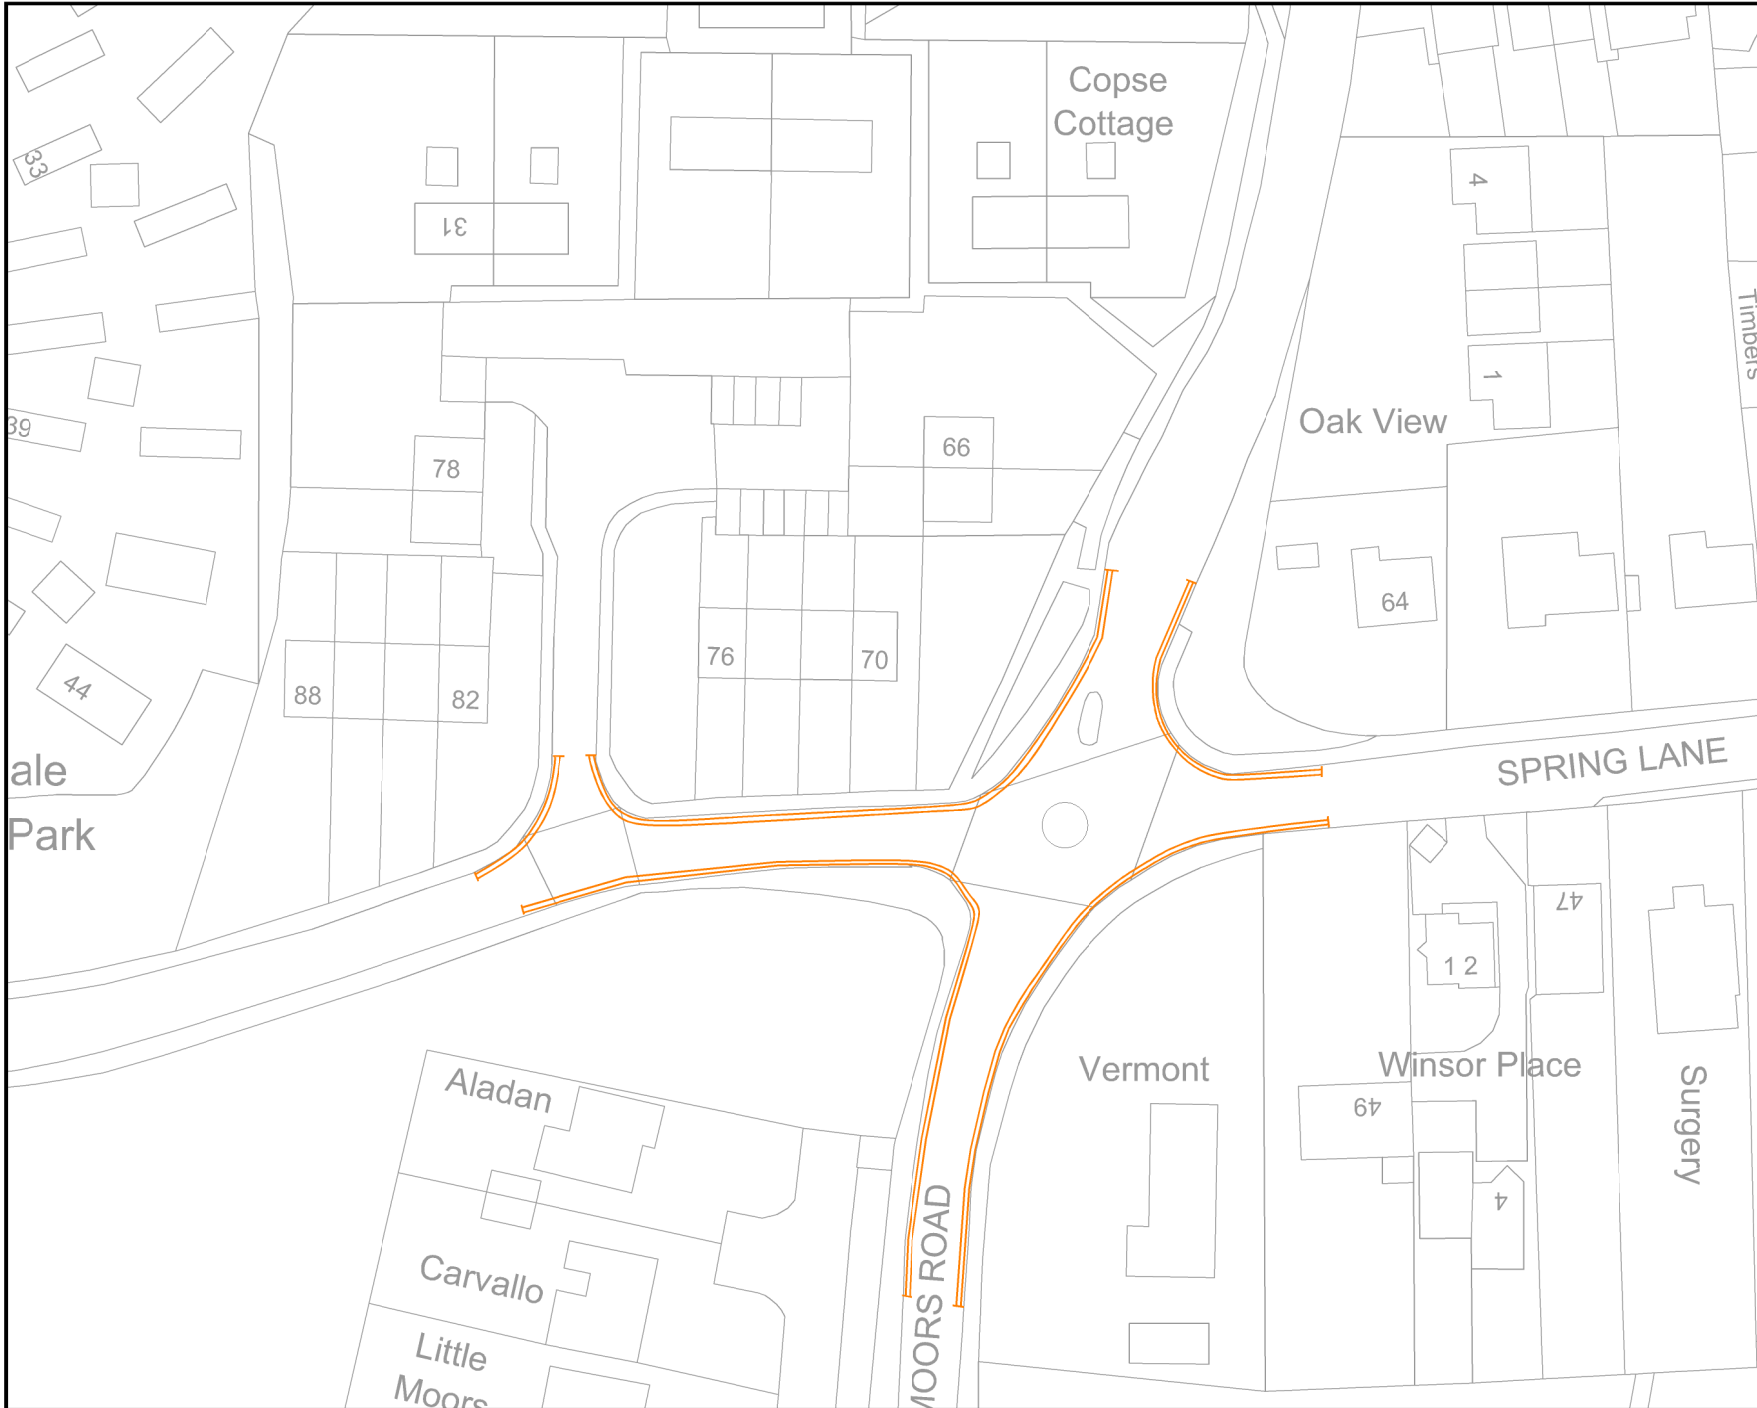 Copse
Cottage
33
4
31
Timbers
1
39
Oak View
66
78
64
76
70
44
88
82
ale
Park
SPRING LANE
47
1 2
Vermont
Winsor Place
Aladan
49
Surgery
4
MOORS ROAD
Carvallo
Little
Moors